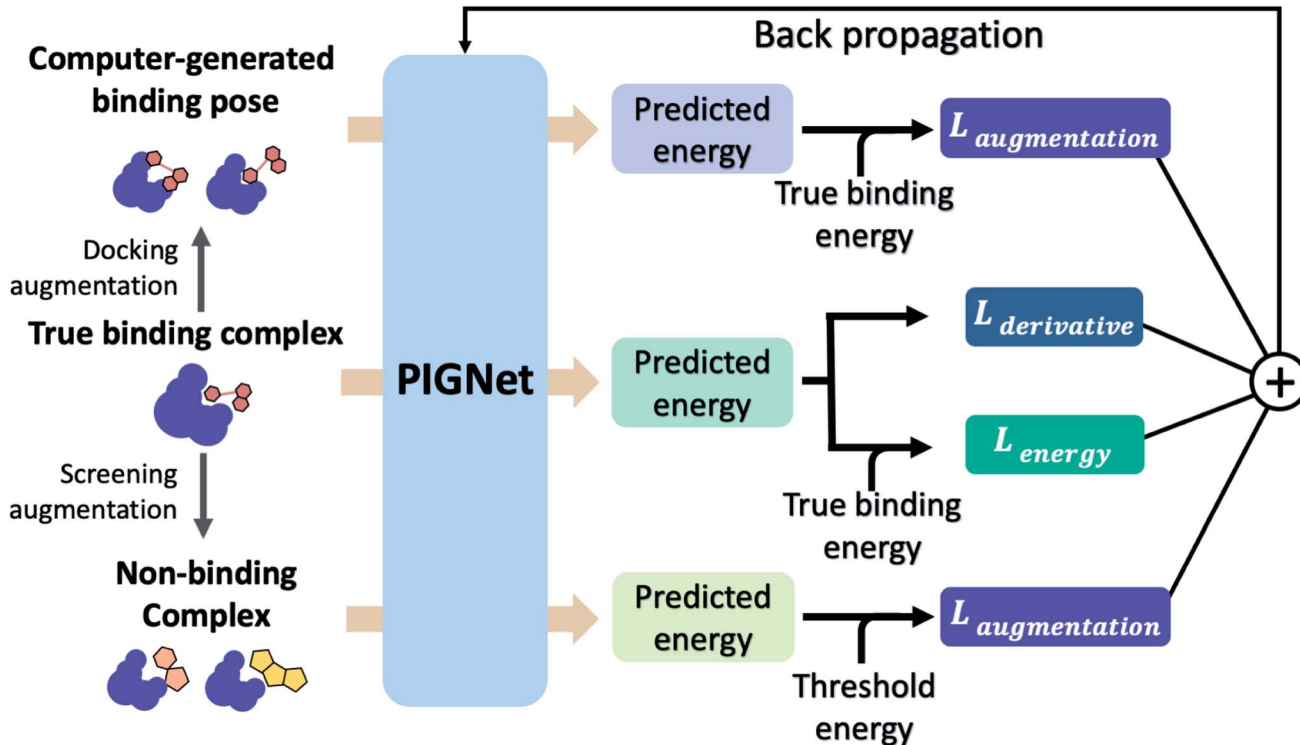 Back propagation
Computer-generated
binding pose
Docking
augmentation
True binding complex
Screening
augmentation
Non-binding
Complex
PIGNet
Predicted
energy
True binding
energy
L augmentation
Predicted
energy
L derivative
L energy
True binding
energy
Predicted
energy
Threshold
energy
L augmentation
+